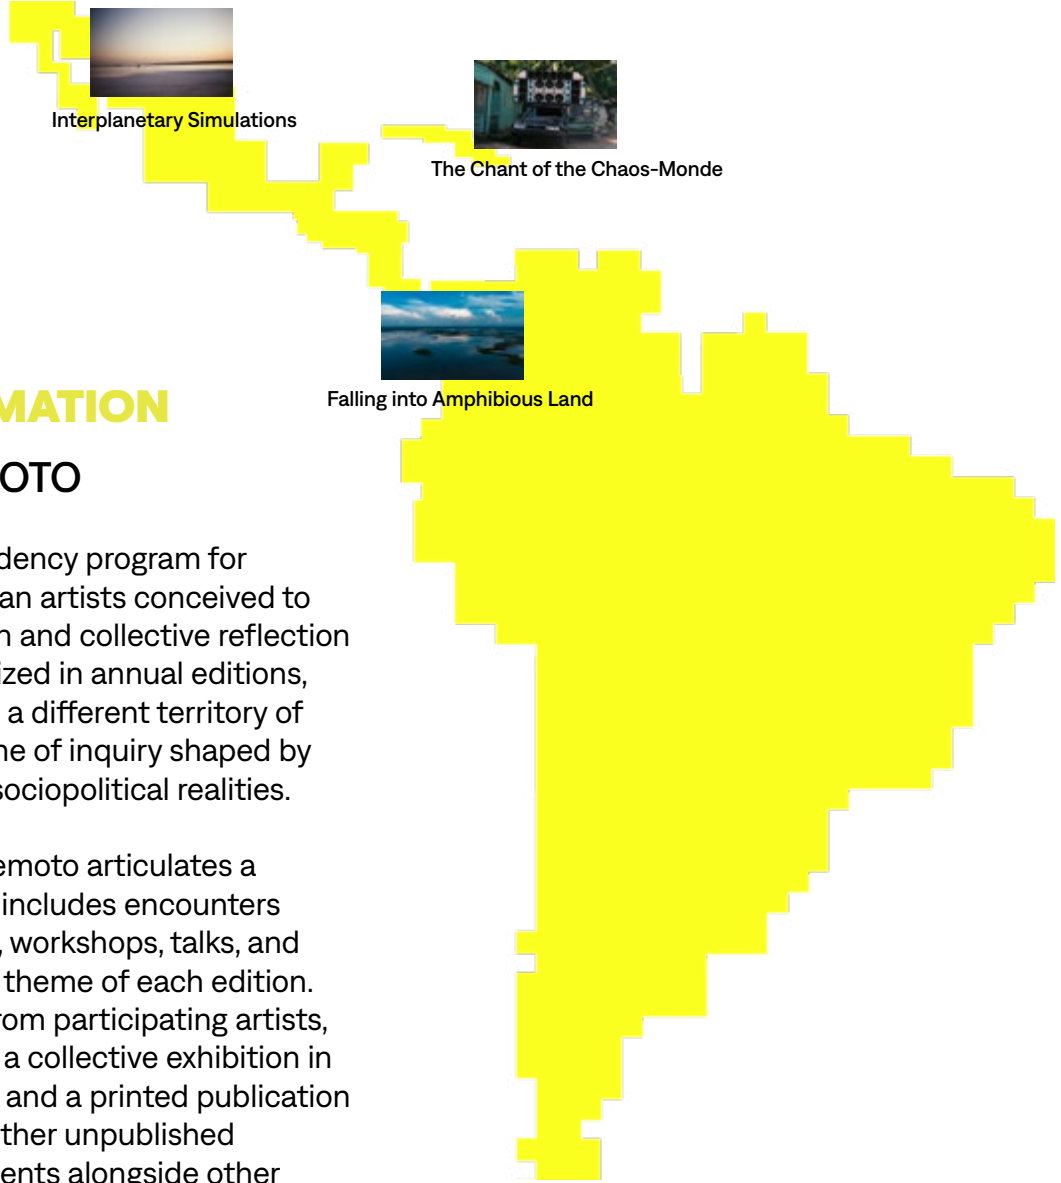 Interplanetary Simulations
The Chant of the Chaos-Monde
Falling into Amphibious Land
MATION
OTO
dency program for
an artists conceived to
n and collective reflection
ized in annual editions,
a different territory of
ne of inquiry shaped by
sociopolitical realities.
emoto articulates a
includes encounters
, workshops, talks, and
theme of each edition.
rom participating artists,
a collective exhibition in
and a printed publication
ther unpublished
ents alongside other